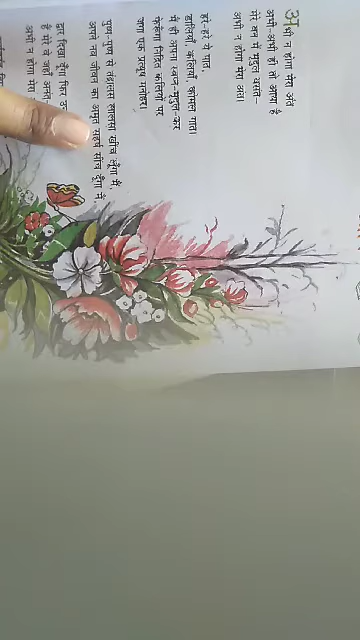 अभी न होगा मेरा अंत
अभी-अभी ही तो आया है
मेरे वन में मृदुल वसंत-
अभी न होगा मेरा अंत।
हरे-हरे ये पात,
डालियाँ, कलियाँ, कोमल गात।
मैं ही अपना स्वप्न-मृदुल-कर
फेरूँगा निद्रित कलियों पर
जगा एक प्रत्यूष मनोहर।
पुष्प-पुष्प से तंद्रालस लालसा खींच लूँगा मैं,
अपने नव जीवन का अमृत सहर्ष सींच दूँगा मैं,
द्वार दिखा दूँगा फिर
है मेरे वे जहाँ अनंत-
अभी न होगा मेरा